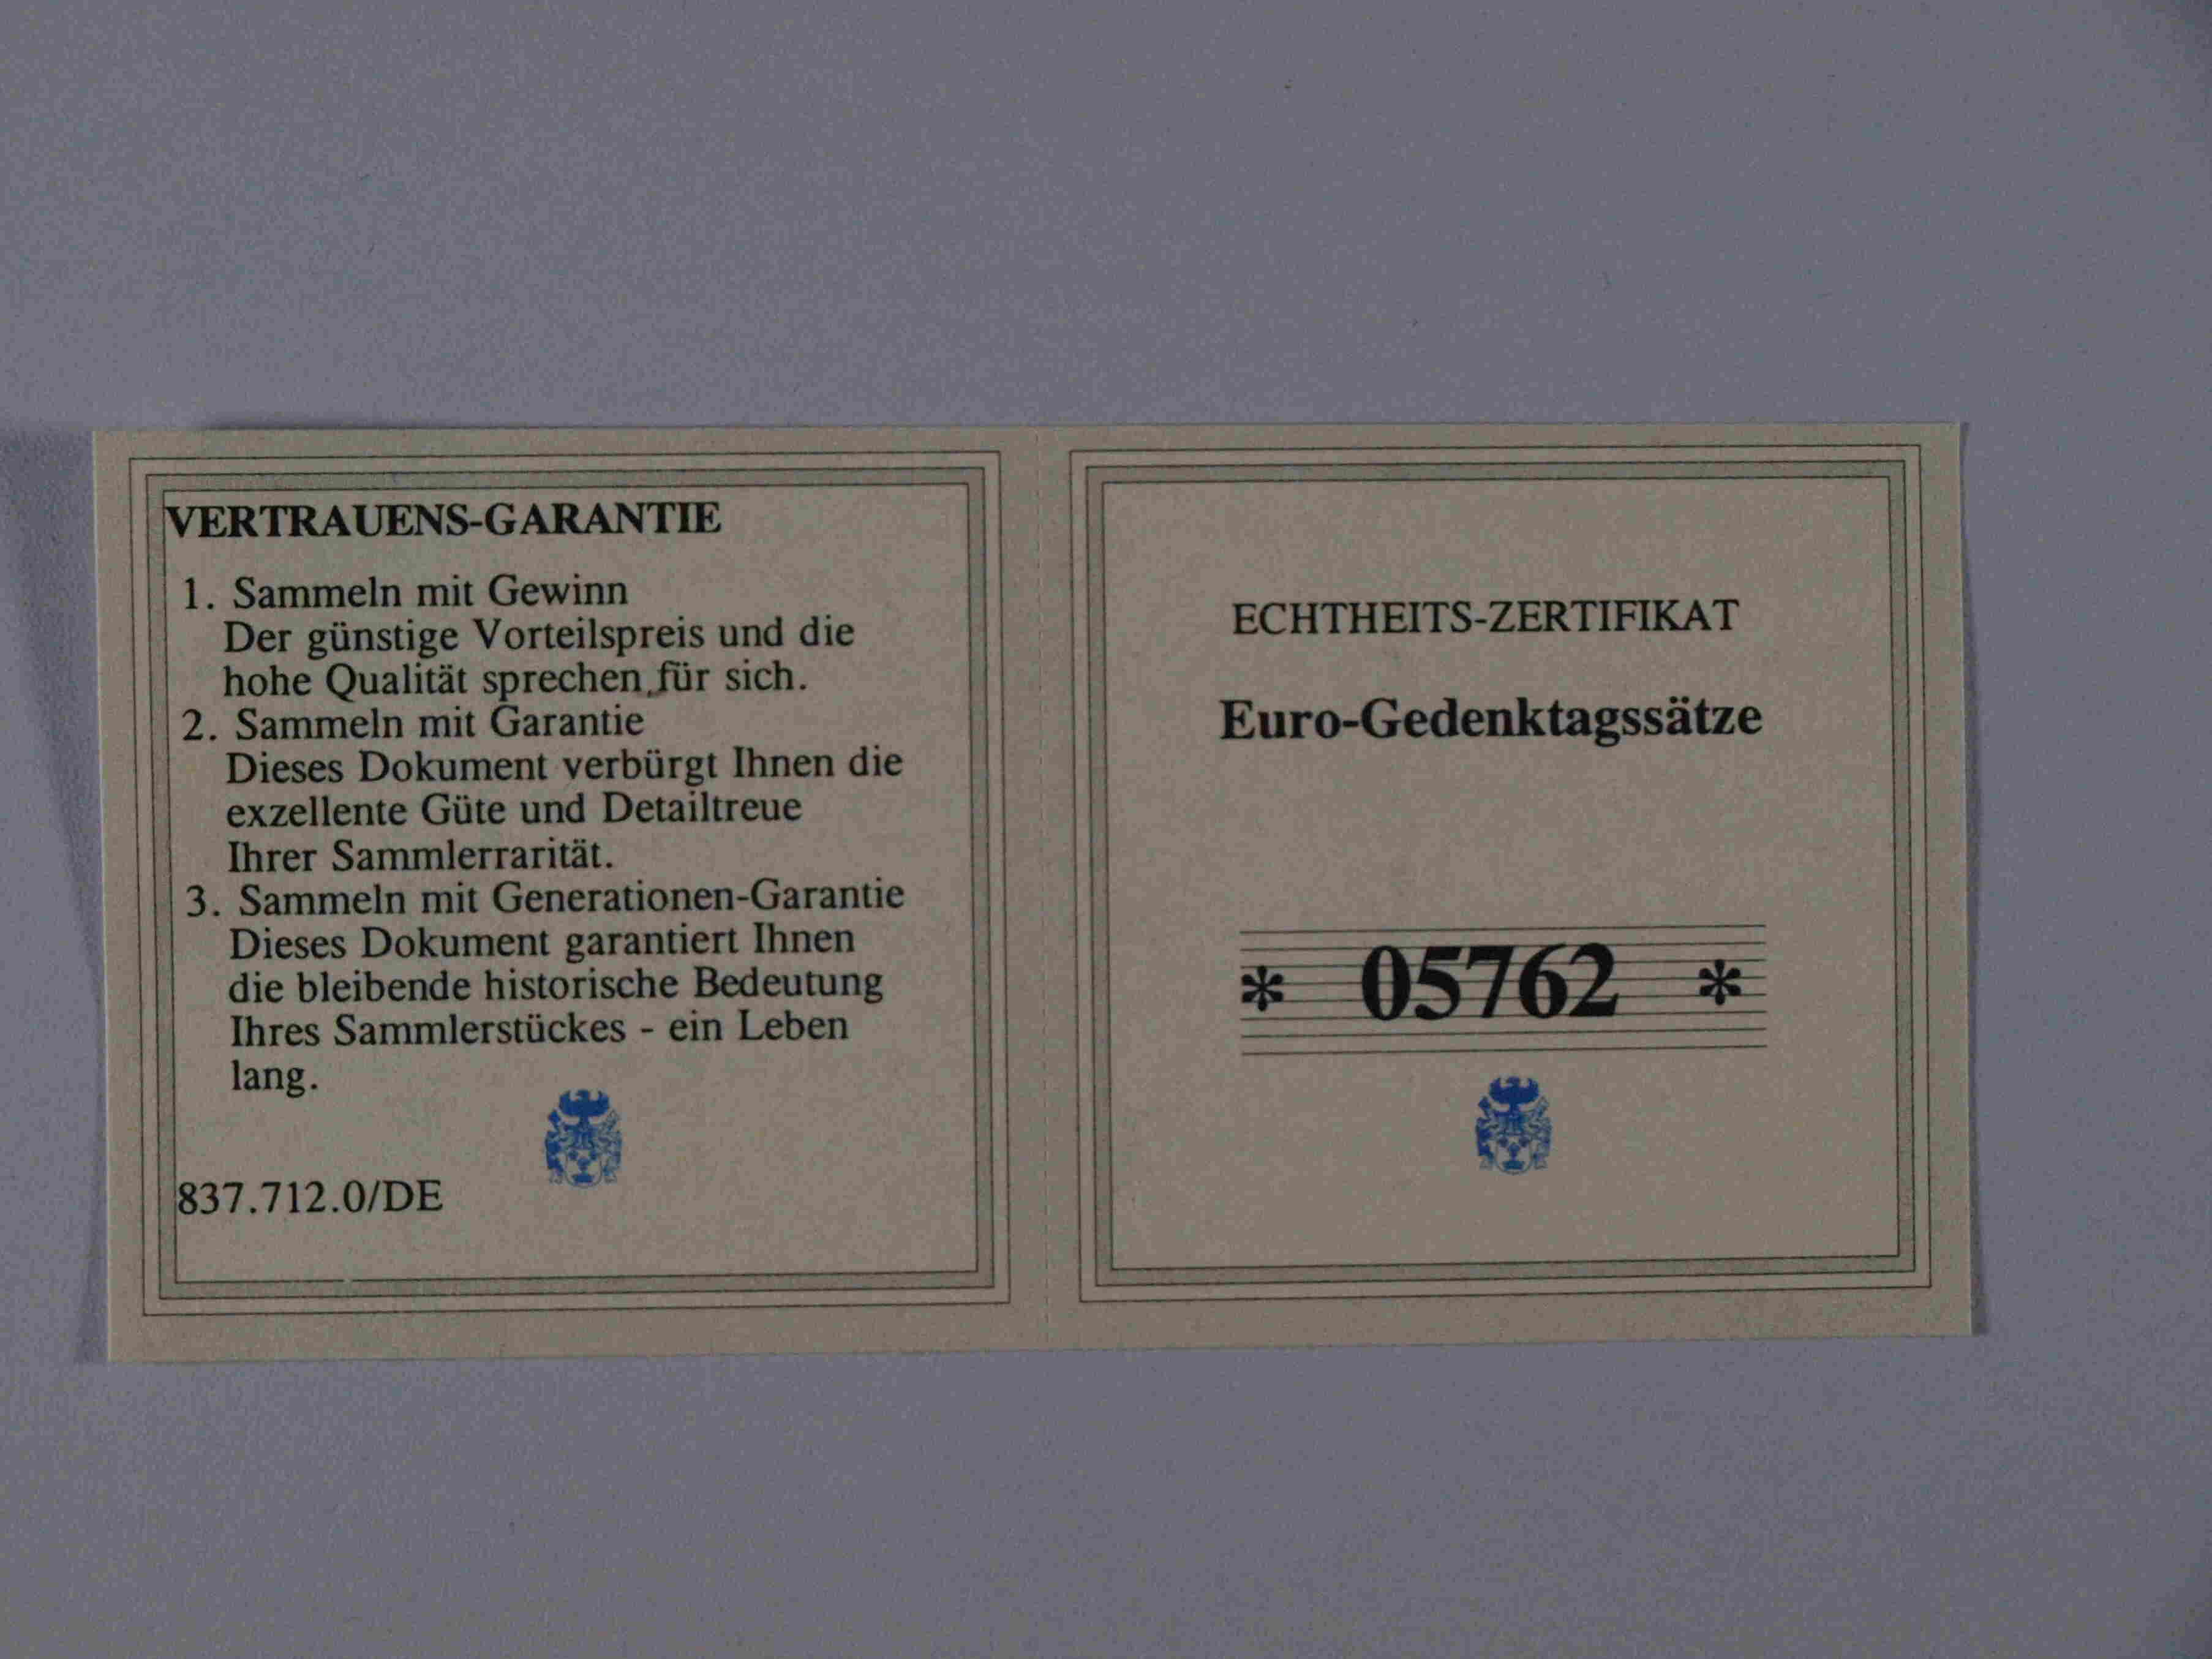 VERTRAUENS-GARANTIE
1. Sammeln mit Gewinn
Der günstige Vorteilspreis und die
hohe Qualität sprechen für sich.
2. Sammeln mit Garantie
Dieses Dokument verbürgt Ihnen die
exzellente Güte und Detailtreue
Ihrer Sammlerrarität.
3. Sammeln mit Generationen-Garantie
Dieses Dokument garantiert Ihnen
die bleibende historische Bedeutung
Ihres Sammlerstückes - ein Leben
lang.
837.712.0/DE
ECHTHEITS-ZERTIFIKAT
Euro-Gedenktagssätze
* 05762 *